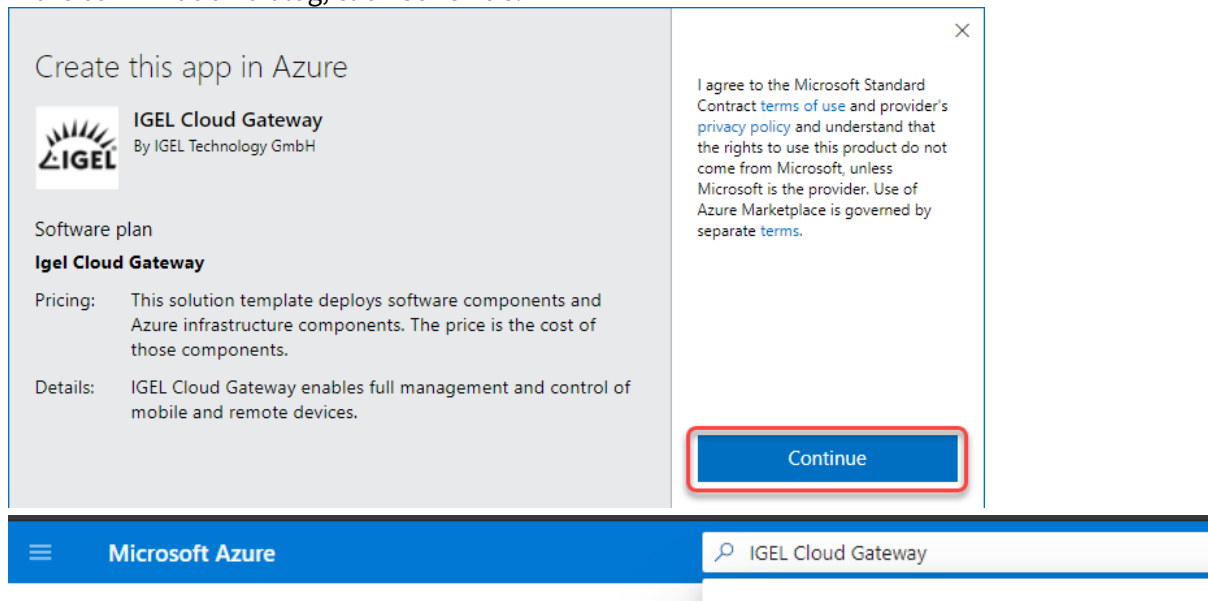 Create this app in Azure
IGEL Cloud Gateway
By IGEL Technology GmbH
IGEL
Software plan
Igel Cloud Gateway
Pricing: This solution template deploys software components and
Azure infrastructure components. The price is the cost of
those components.
Details: IGEL Cloud Gateway enables full management and control of
mobile and remote devices.
I agree to the Microsoft Standard
Contract terms of use and provider's
privacy policy and understand that
the rights to use this product do not
come from Microsoft, unless
Microsoft is the provider. Use of
Azure Marketplace is governed by
separate terms.
Continue
Microsoft Azure
IGEL Cloud Gateway